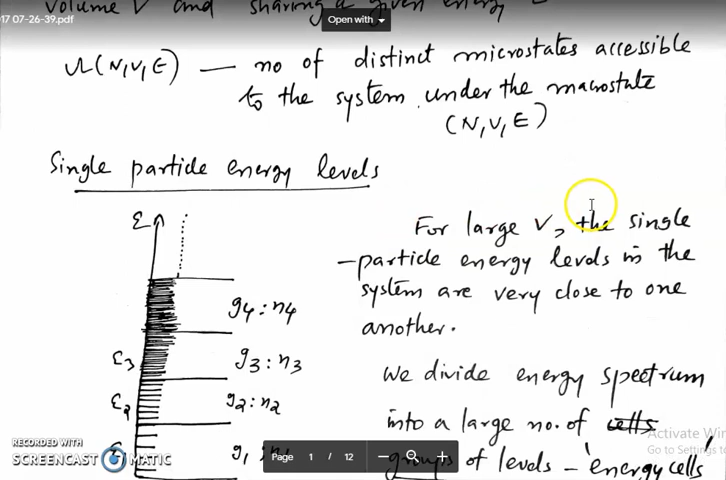 volume V and sharing a given energy E
17 07-26-39.pdf
Open with
Ω(N,V,E) — no of distinct microstates accessible
to the system under the macrostate
(N,V,E)
Single particle energy levels
ε
For large V, the single
-particle energy levels in the
system are very close to one
another.
g4 : n4
ε3 g3 : n3
ε2 g2 : n2
g1 :
We divide energy spectrum
into a large no. of cells
groups of levels – 'energy cells'
Activate Win
Go to Settings t
RECORDED WITH
SCREENCAST MATIC
Page 1 / 12